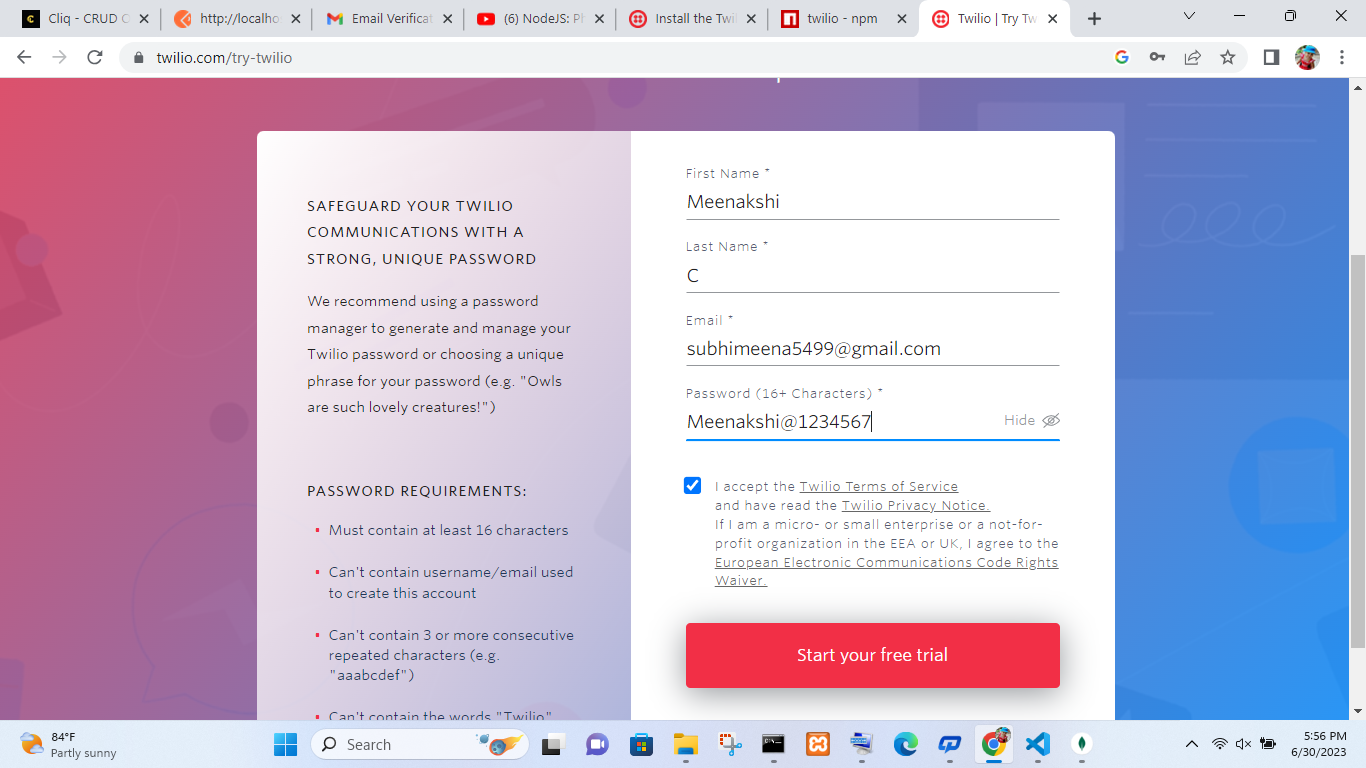 Cliq - CRUD C
http://localho
Email Verificat
(6) NodeJS: Ph
Install the Twil
twilio - npm
Twilio | Try Tw
twilio.com/try-twilio
SAFEGUARD YOUR TWILIO
COMMUNICATIONS WITH A
STRONG, UNIQUE PASSWORD
We recommend using a password
manager to generate and manage your
Twilio password or choosing a unique
phrase for your password (e.g. "Owls
are such lovely creatures!")
PASSWORD REQUIREMENTS:
Must contain at least 16 characters
Can't contain username/email used
to create this account
Can't contain 3 or more consecutive
repeated characters (e.g.
"aaabcdef")
Can't contain the words "Twilio"
First Name *
Meenakshi
Last Name *
C
Email *
subhimeena5499@gmail.com
Password (16+ Characters) *
Meenakshi@1234567
Hide
I accept the Twilio Terms of Service
and have read the Twilio Privacy Notice.
If I am a micro- or small enterprise or a not-for-
profit organization in the EEA or UK, I agree to the
European Electronic Communications Code Rights
Waiver.
Start your free trial
84°F
Partly sunny
Search
5:56 PM
6/30/2023